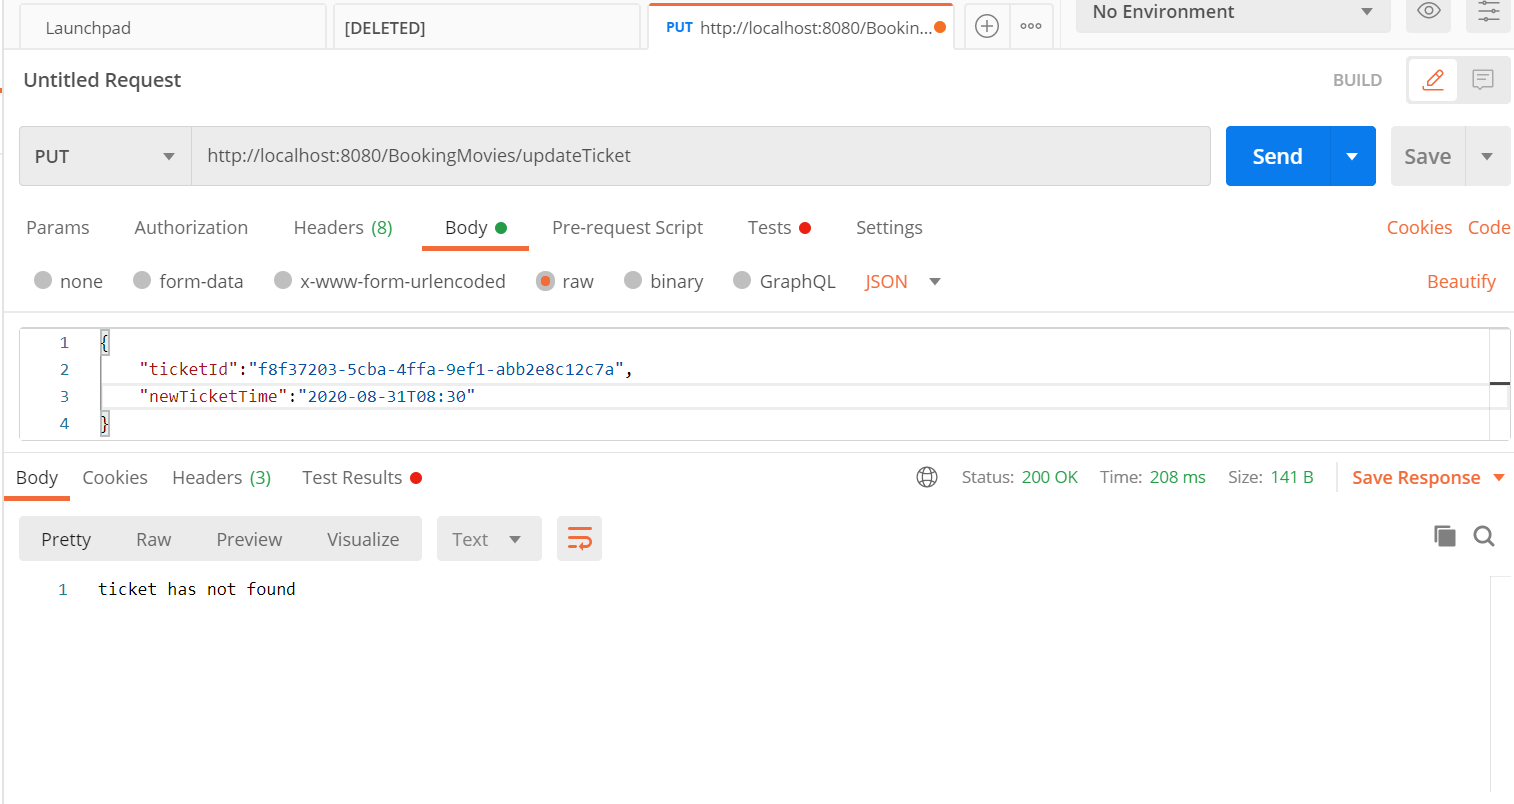 Launchpad
[DELETED]
PUT http://localhost:8080/Bookin...
ooo
No Environment
Untitled Request
BUILD
PUT
http://localhost:8080/BookingMovies/updateTicket
Send
Save
Params
Authorization
Headers (8)
Body
Pre-request Script
Tests
Settings
Cookies
Code
none
form-data
x-www-form-urlencoded
raw
binary
GraphQL
JSON
Beautify
1 {
2 "ticketId":"f8f37203-5cba-4ffa-9ef1-abb2e8c12c7a",
3 "newTicketTime":"2020-08-31T08:30"
4 }
Body
Cookies
Headers (3)
Test Results
Status: 200 OK
Time: 208 ms
Size: 141 B
Save Response
Pretty
Raw
Preview
Visualize
Text
1 ticket has not found